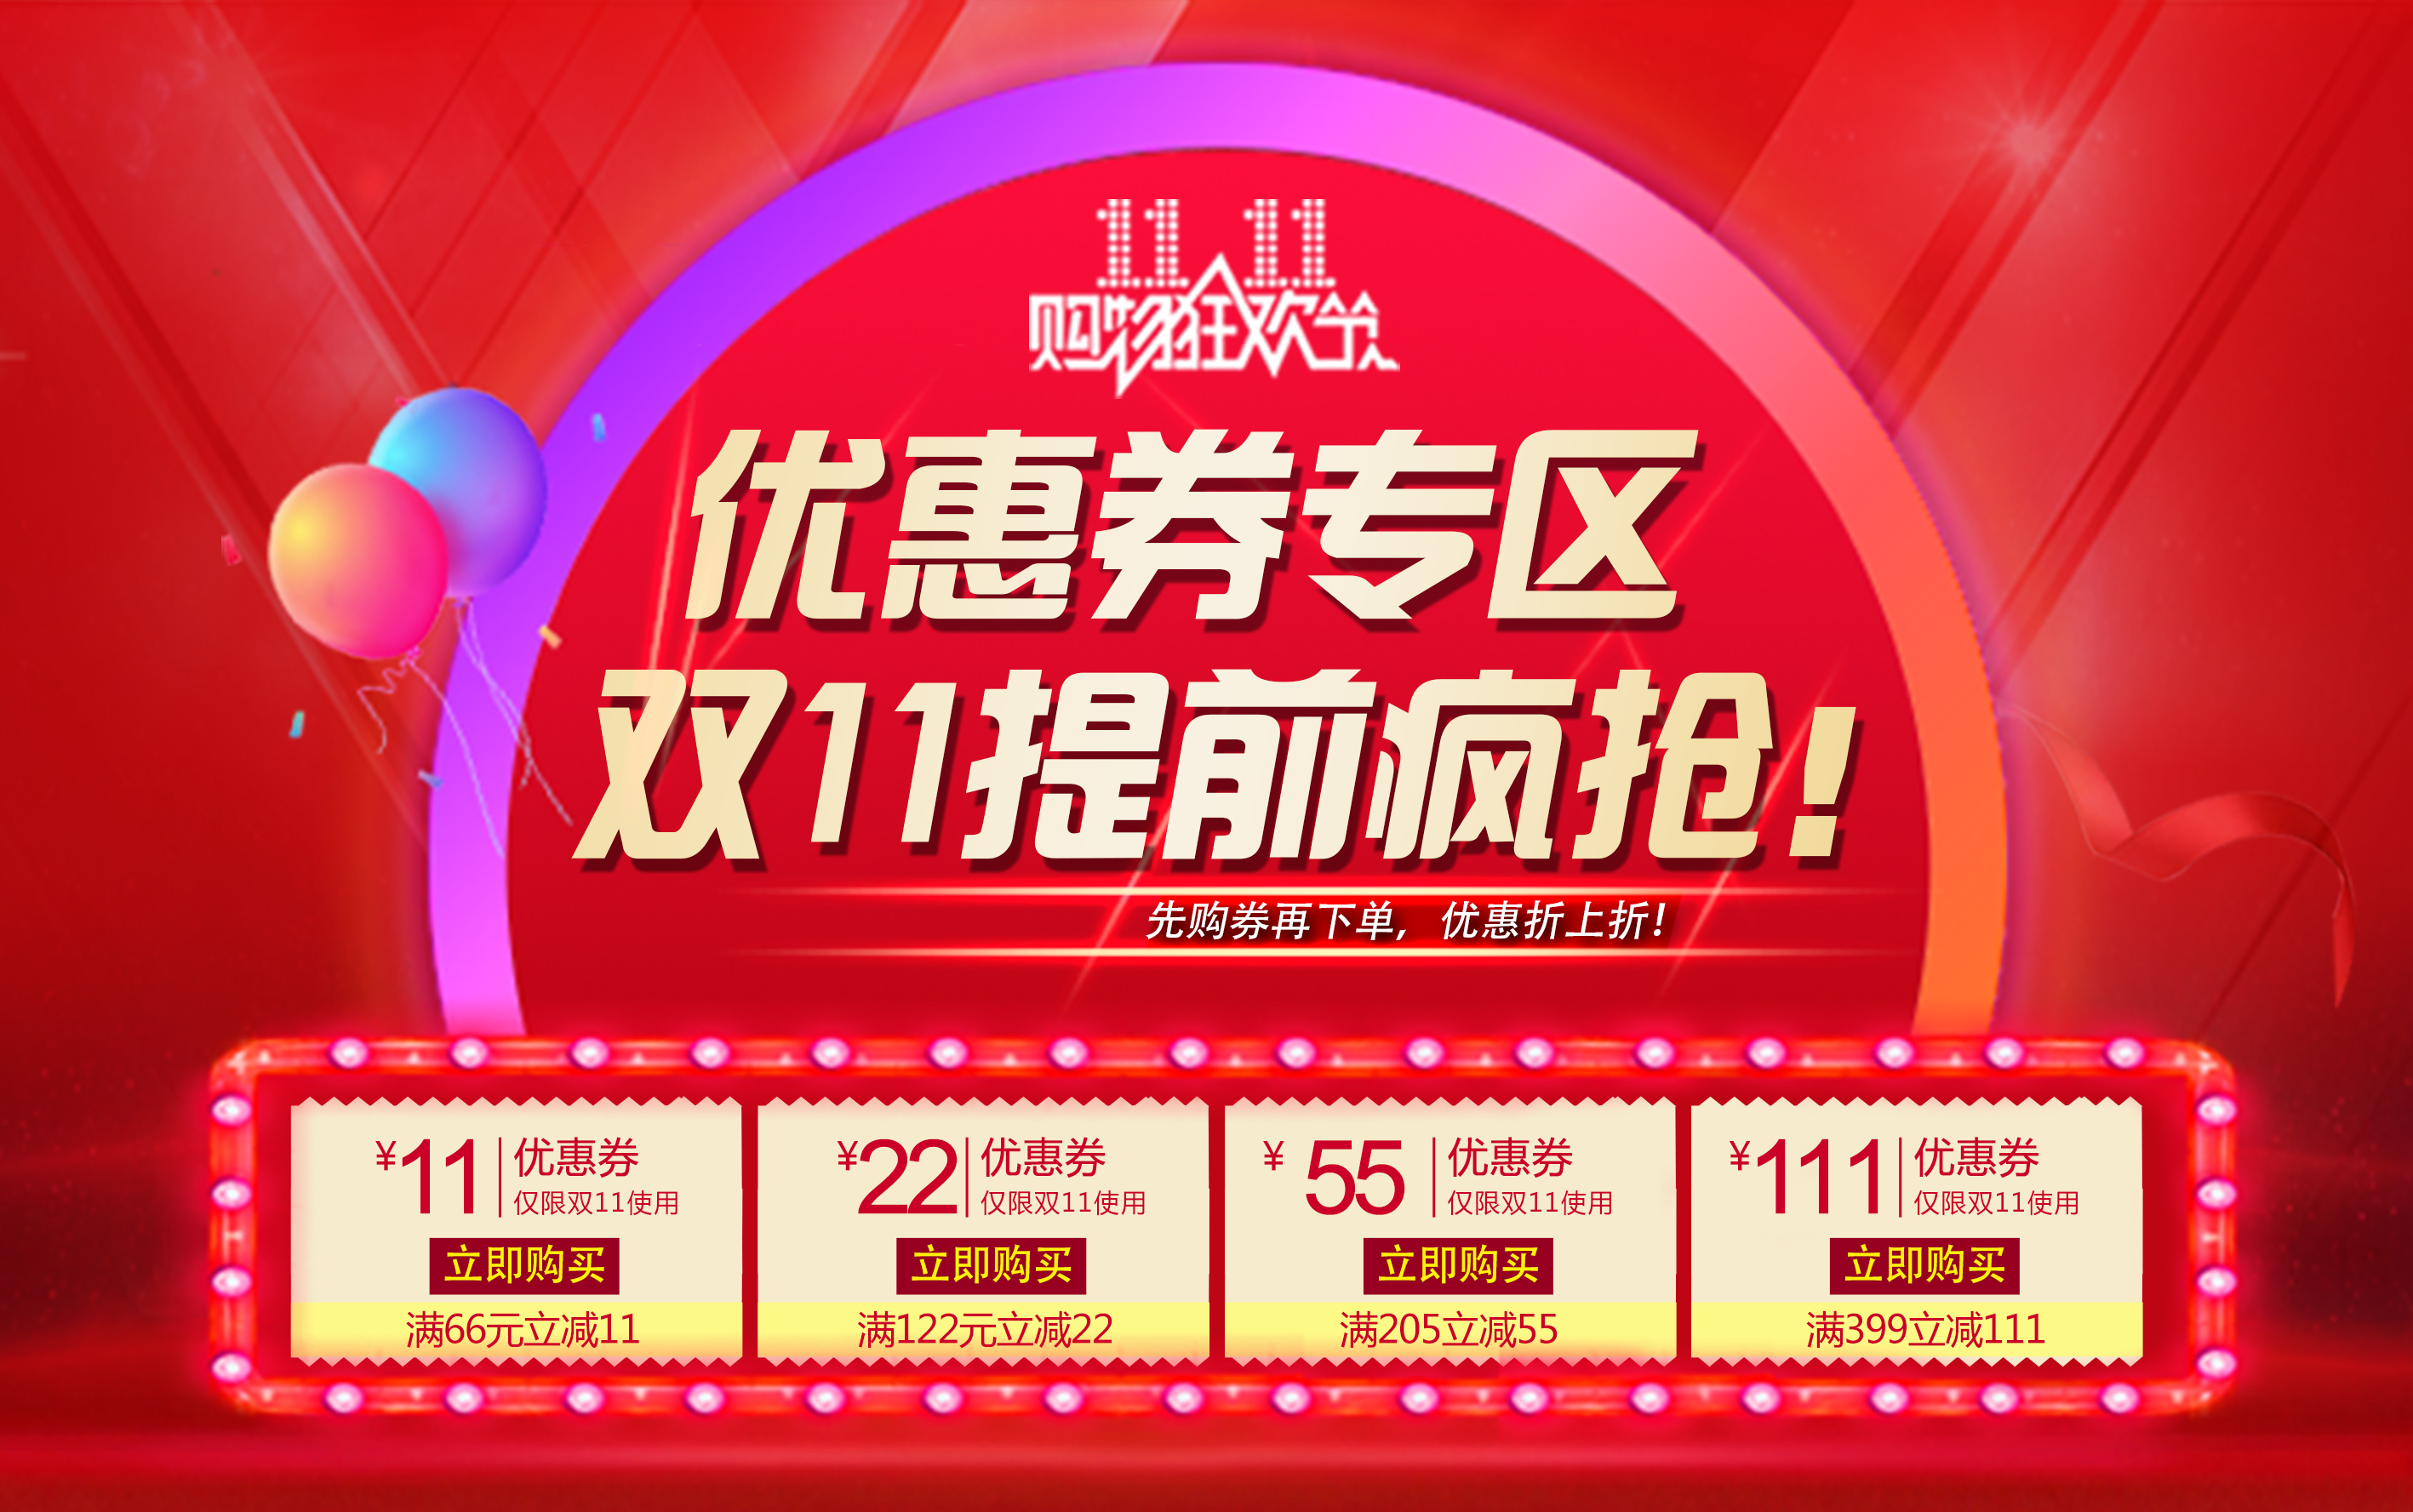 11 11
购物狂欢节
优惠券专区
双11提前疯抢!
先购券再下单,优惠折上折!
¥11 优惠券
仅限双11使用
立即购买
满66元立减11
¥22 优惠券
仅限双11使用
立即购买
满122元立减22
¥ 55 优惠券
仅限双11使用
立即购买
满205立减55
¥111 优惠券
仅限双11使用
立即购买
满399立减111